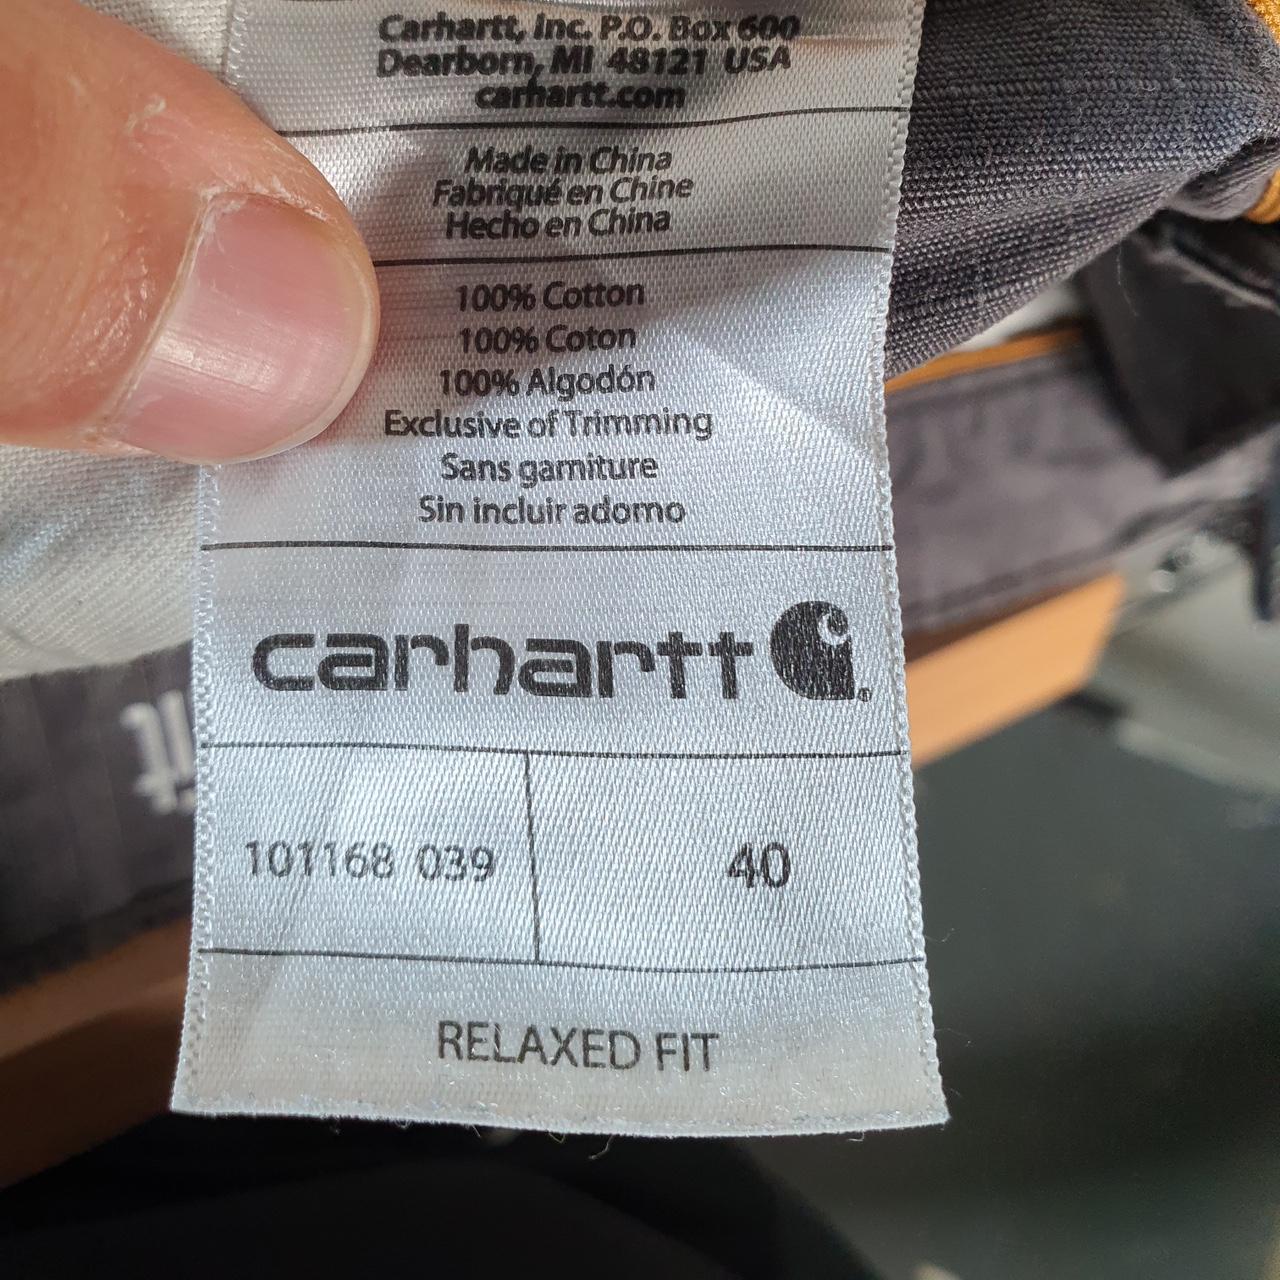 Carhartt, Inc. P.O. Box 600
Dearborn, MI 48121 USA
carhartt.com
Made in China
Fabriqué en Chine
Hecho en China
100% Cotton
100% Coton
100% Algodón
Exclusive of Trimming
Sans garniture
Sin incluir adorno
carhartt
101168 039
40
RELAXED FIT